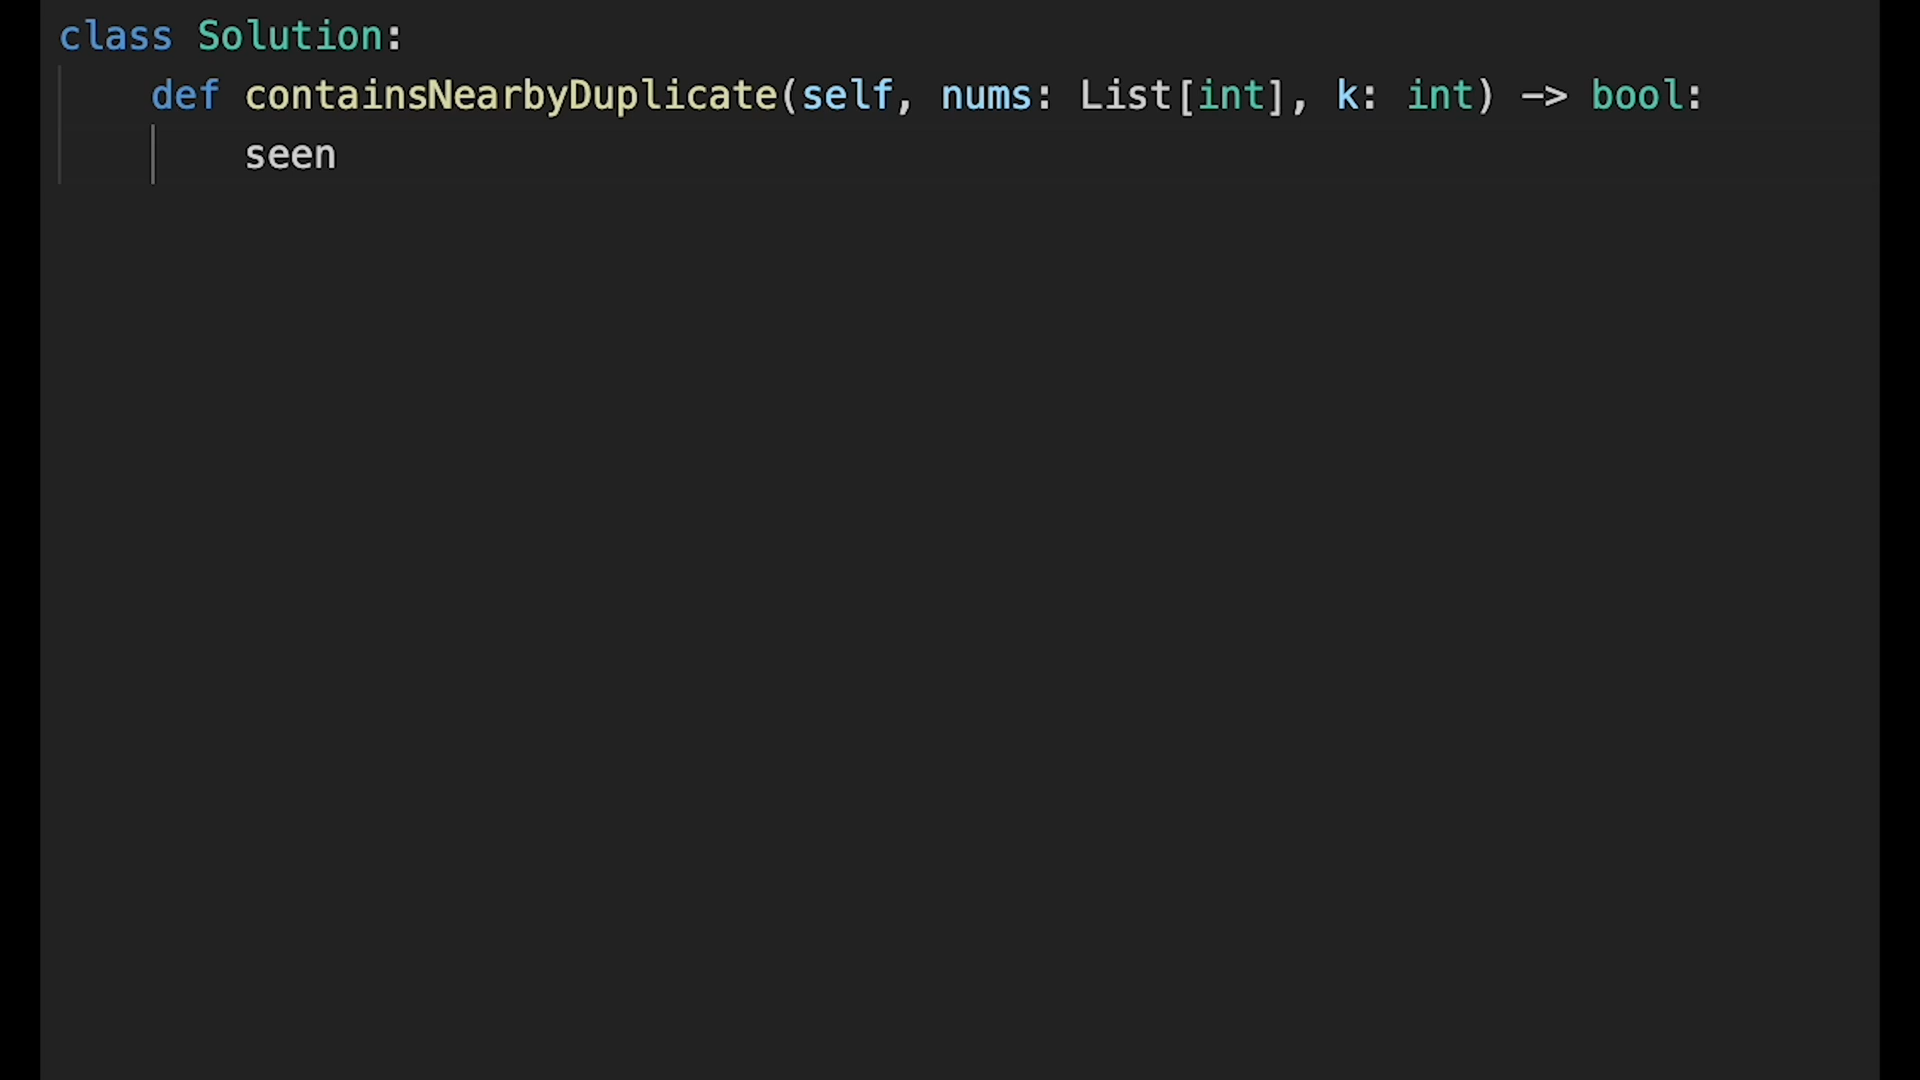 class Solution:
    def containsNearbyDuplicate(self, nums: List[int], k: int) -> bool:
        seen